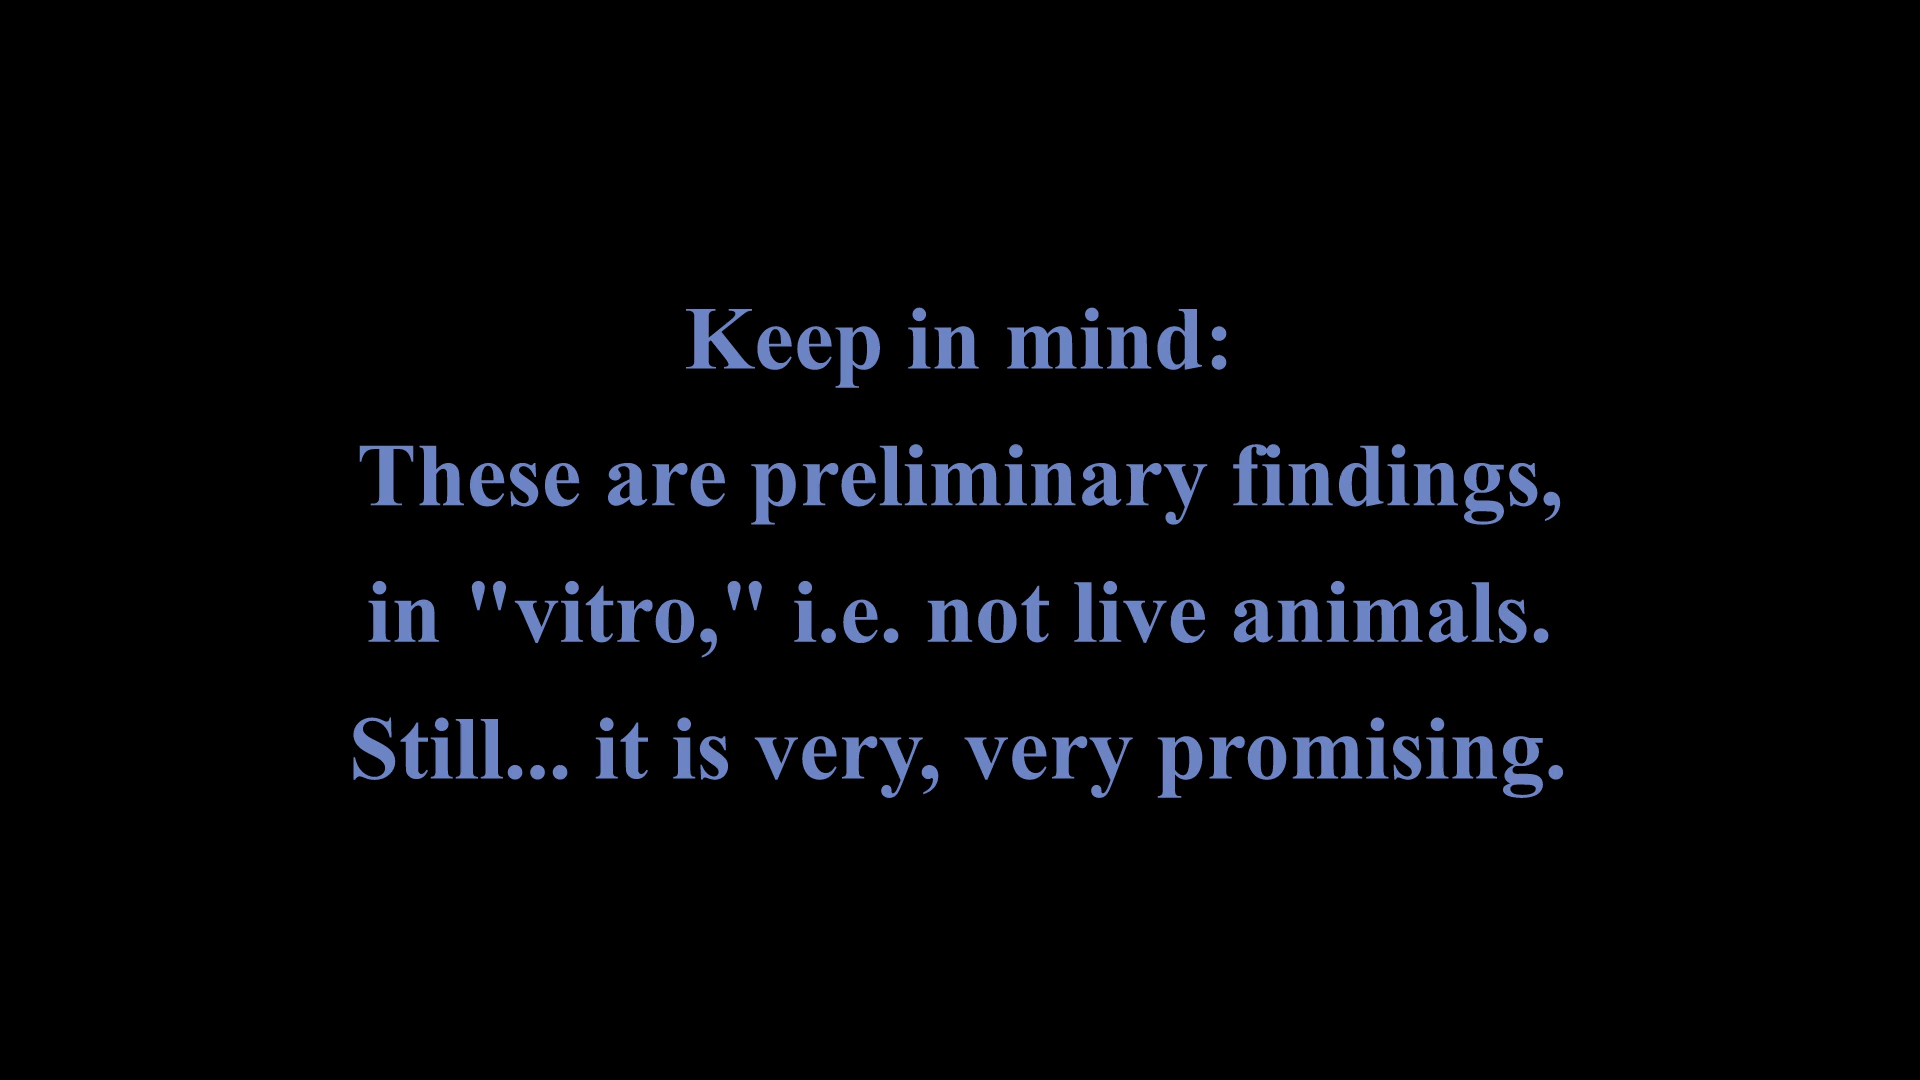 Keep in mind:
These are preliminary findings,
in "vitro," i.e. not live animals.
Still... it is very, very promising.